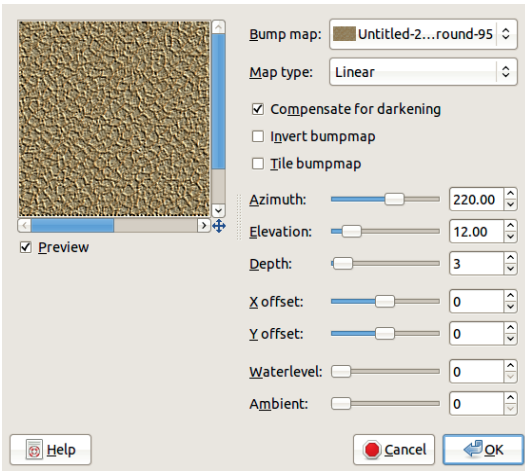 Bump map: Untitled-2...round-95
Map type: Linear
Compensate for darkening
Invert bumpmap
Tile bumpmap
Azimuth: 220.00
Elevation: 12.00
Depth: 3
X offset: 0
Y offset: 0
Waterlevel: 0
Ambient: 0
Preview
Help
Cancel
OK